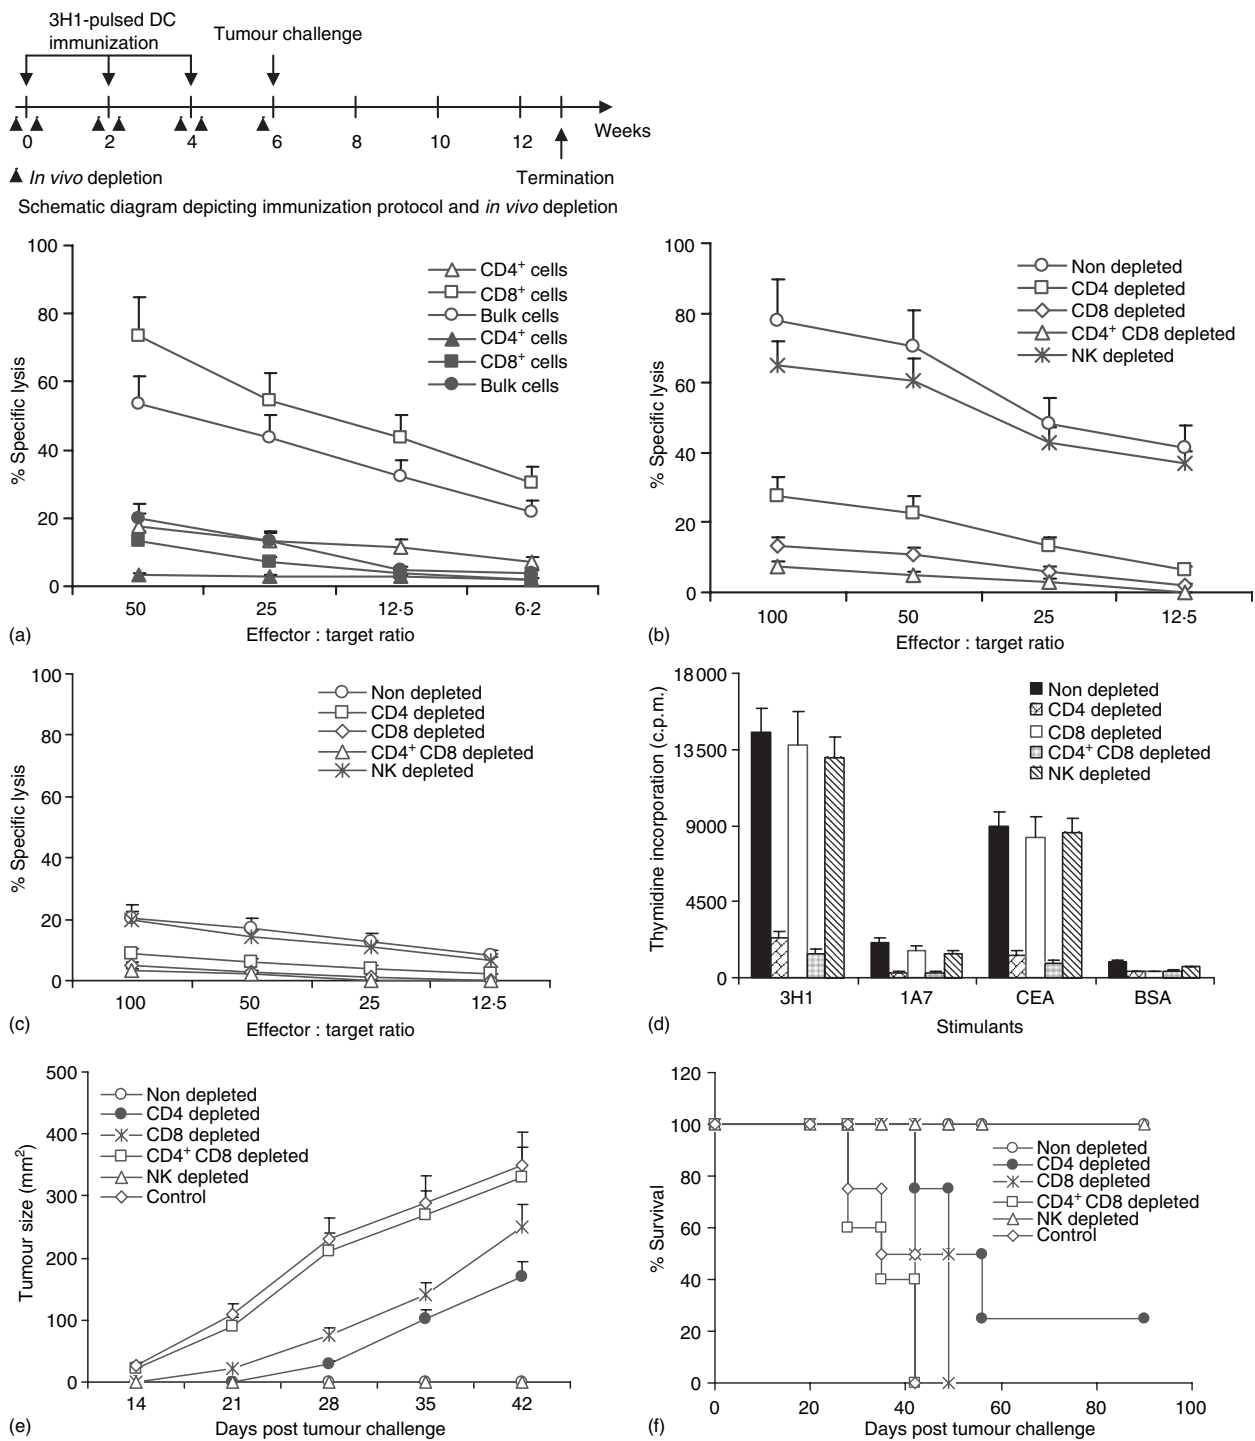 3H1-pulsed DC
immunization
Tumour challenge
0 2 4 6 8 10 12
Weeks
In vivo depletion
Termination
Schematic diagram depicting immunization protocol and in vivo depletion
% Specific lysis
100
80
60
40
20
0
CD4+ cells
CD8+ cells
Bulk cells
CD4+ cells
CD8+ cells
Bulk cells
50 25 12·5 6·2
(a)
Effector : target ratio
% Specific lysis
100
80
60
40
20
0
Non depleted
CD4 depleted
CD8 depleted
CD4+ CD8 depleted
NK depleted
100 50 25 12·5
(b)
Effector : target ratio
% Specific lysis
100
80
60
40
20
0
Non depleted
CD4 depleted
CD8 depleted
CD4+ CD8 depleted
NK depleted
100 50 25 12·5
(c)
Effector : target ratio
Thymidine incorporation (c.p.m.)
18 000
13 500
9000
4500
0
Non depleted
CD4 depleted
CD8 depleted
CD4+ CD8 depleted
NK depleted
3H1 1A7 CEA BSA
(d)
Stimulants
Tumour size (mm2)
500
400
300
200
100
0
Non depleted
CD4 depleted
CD8 depleted
CD4+ CD8 depleted
NK depleted
Control
14 21 28 35 42
(e)
Days post tumour challenge
% Survival
120
100
80
60
40
20
0
Non depleted
CD4 depleted
CD8 depleted
CD4+ CD8 depleted
NK depleted
Control
0 20 40 60 80 100
(f)
Days post tumour challenge